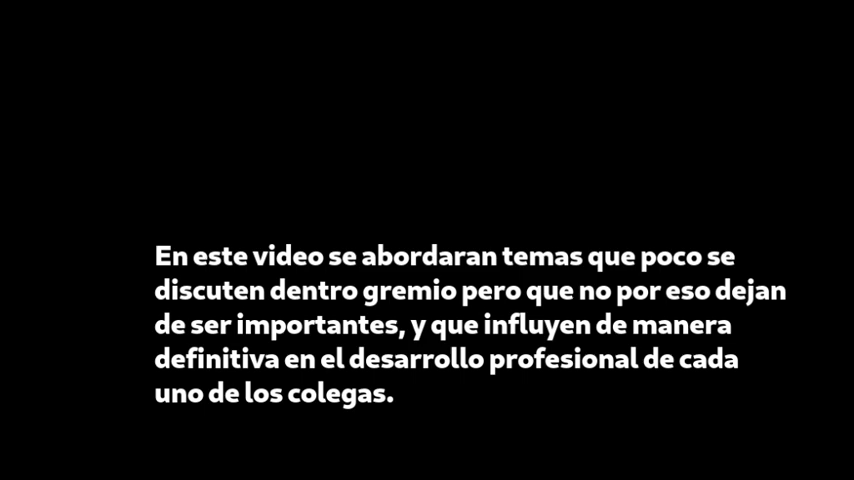 En este video se abordaran temas que poco se
discuten dentro gremio pero que no por eso dejan
de ser importantes, y que influyen de manera
definitiva en el desarrollo profesional de cada
uno de los colegas.